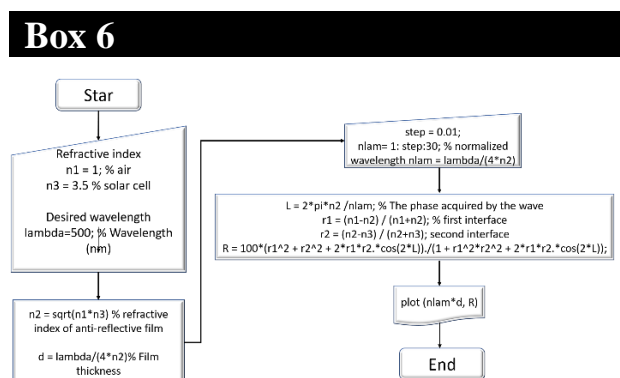 Box 6
Star
Refractive index
n1 = 1; % air
n3 = 3.5 % solar cell
Desired wavelength
lambda=500; % Wavelength
(nm)
n2 = sqrt(n1*n3) % refractive
index of anti-reflective film
d = lambda/(4*n2)% Film
thickness
step = 0.01;
nlam= 1: step:30; % normalized
wavelength nlam = lambda/(4*n2)
L = 2*pi*n2 /nlam; % The phase acquired by the wave
r1 = (n1-n2) / (n1+n2); % first interface
r2 = (n2-n3) / (n2+n3); second interface
R = 100*(r1^2 + r2^2 + 2*r1*r2.*cos(2*L))./(1 + r1^2*r2^2 + 2*r1*r2.*cos(2*L));
plot (nlam*d, R)
End